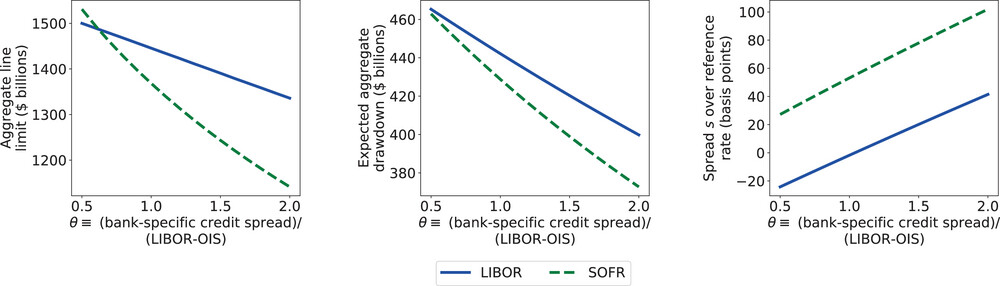 Aggregate line
limit ($ billions)
1500
1400
1300
1200
0.5 1.0 1.5 2.0
θ ≡ (bank-specific credit spread)/
(LIBOR-OIS)
Expected aggregate
drawdown ($ billions)
460
440
420
400
380
0.5 1.0 1.5 2.0
θ ≡ (bank-specific credit spread)/
(LIBOR-OIS)
Spread s over reference
rate (basis points)
100
80
60
40
20
0
−20
0.5 1.0 1.5 2.0
θ ≡ (bank-specific credit spread)/
(LIBOR-OIS)
LIBOR SOFR